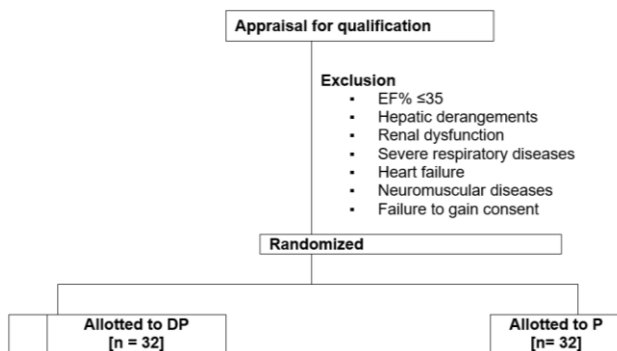 Appraisal for qualification
Exclusion
▪ EF% ≤35
▪ Hepatic derangements
▪ Renal dysfunction
▪ Severe respiratory diseases
▪ Heart failure
▪ Neuromuscular diseases
▪ Failure to gain consent
Randomized
Allotted to DP
[n = 32]
Allotted to P
[n= 32]